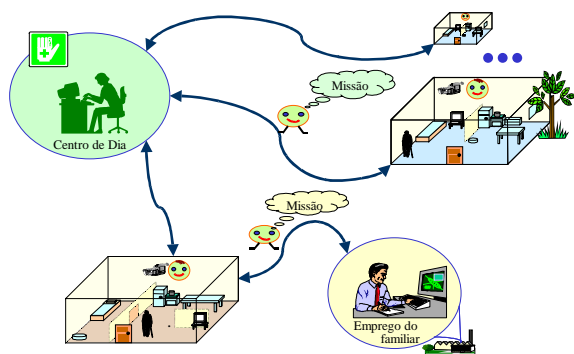 Missão
Centro de Dia
Missão
Emprego do
familiar